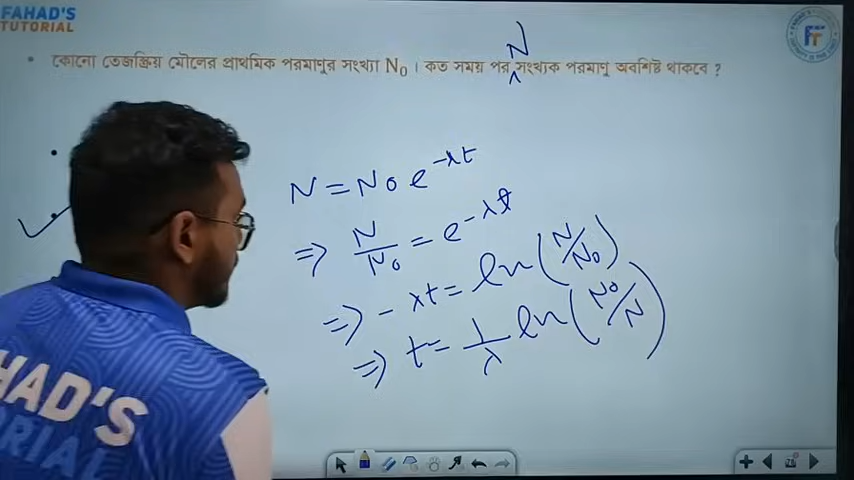 FAHAD'S
TUTORIAL
FT
N
• কোনো তেজস্ক্রিয় মৌলের প্রাথমিক পরমাণুর সংখ্যা N₀ । কত সময় পর ^ সংখ্যক পরমাণু অবশিষ্ট থাকবে ?
N = N₀ e^{-λt}
⇒ N/N₀ = e^{-λt}
⇒ -λt = ln(N/N₀)
⇒ t = 1/λ ln(N₀/N)
HAD'S
RIAL